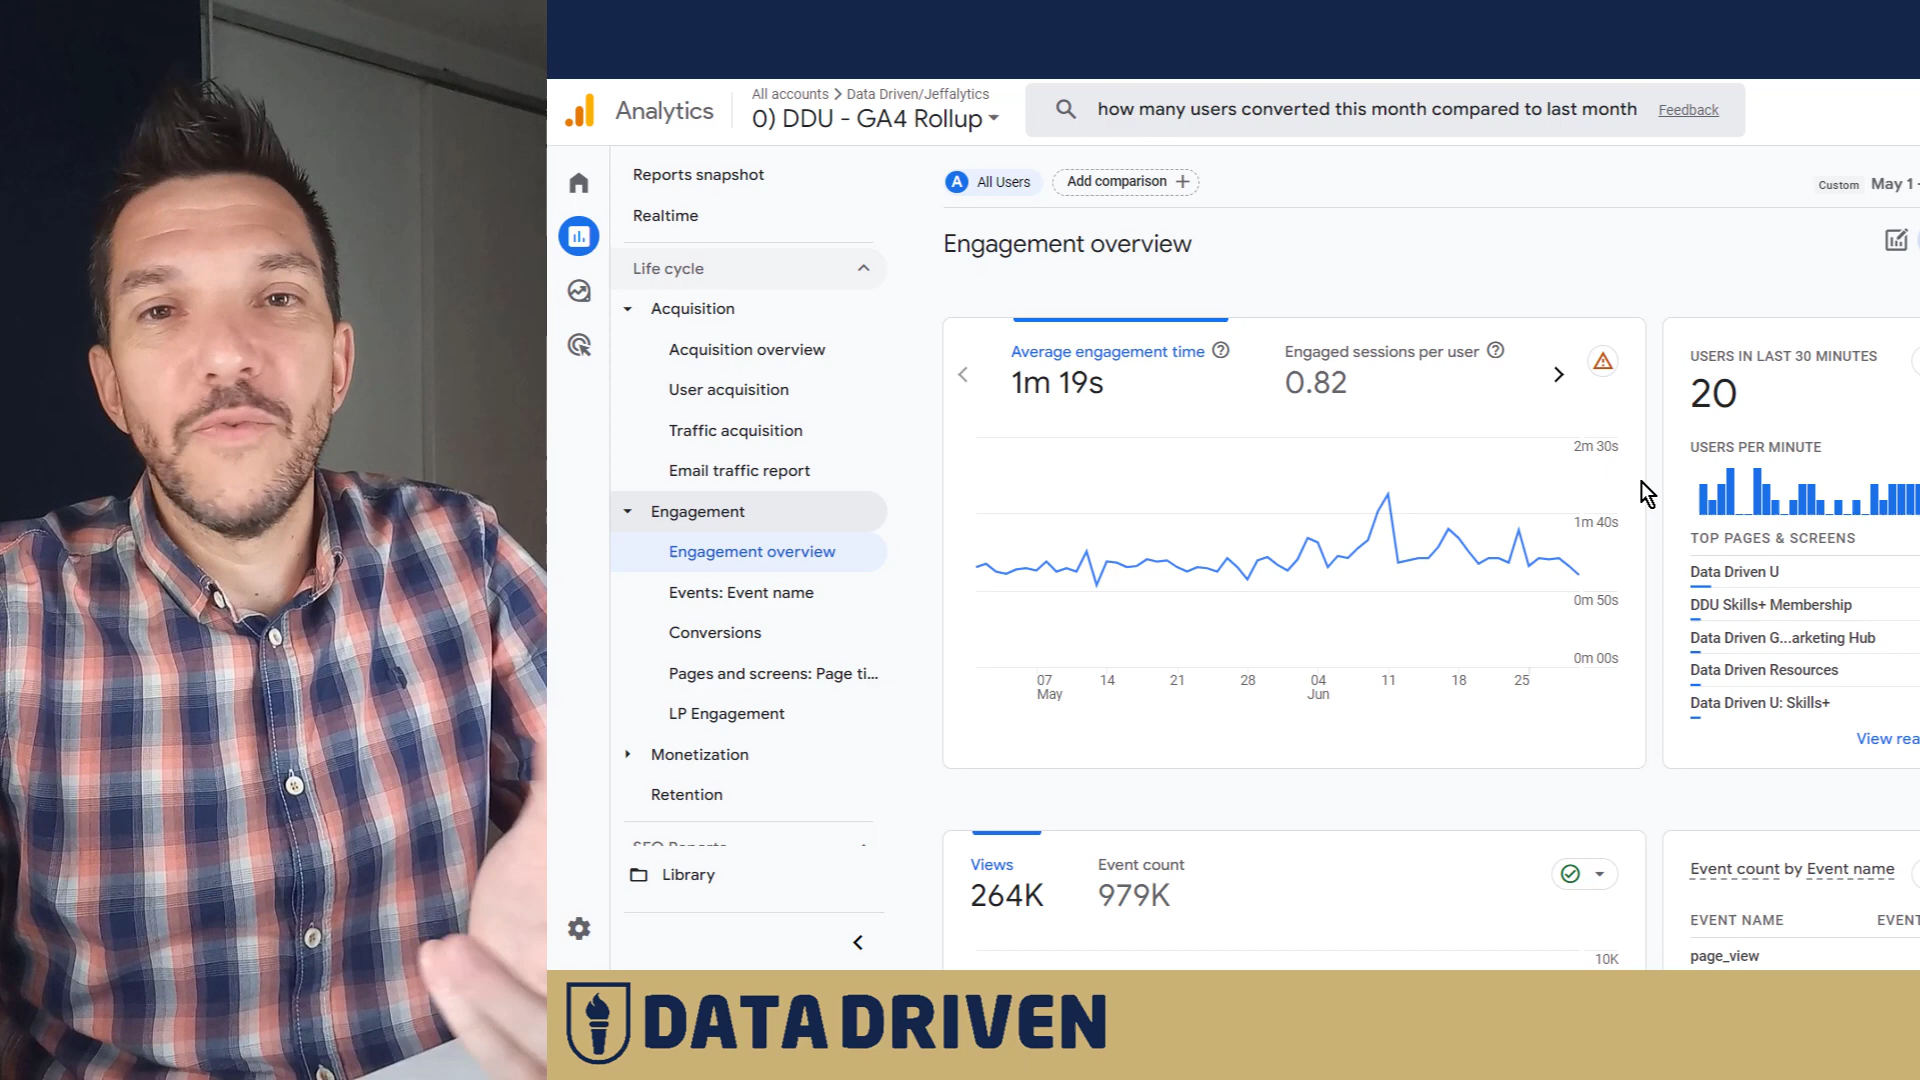 Analytics
All accounts > Data Driven/Jeffalytics
0) DDU - GA4 Rollup
how many users converted this month compared to last month
Feedback
Reports snapshot
Realtime
Life cycle
Acquisition
Acquisition overview
User acquisition
Traffic acquisition
Email traffic report
Engagement
Engagement overview
Events: Event name
Conversions
Pages and screens: Page ti...
LP Engagement
Monetization
Retention
Library
A All Users
Add comparison +
Custom May 1 -
Engagement overview
Average engagement time
1m 19s
Engaged sessions per user
0.82
2m 30s
1m 40s
0m 50s
0m 00s
07 14 21 28 04 11 18 25
May Jun
USERS IN LAST 30 MINUTES
20
USERS PER MINUTE
TOP PAGES & SCREENS
Data Driven U
DDU Skills+ Membership
Data Driven G...arketing Hub
Data Driven Resources
Data Driven U: Skills+
View rea
Views
264K
Event count
979K
10K
Event count by Event name
EVENT NAME EVENT
page_view
DATA DRIVEN